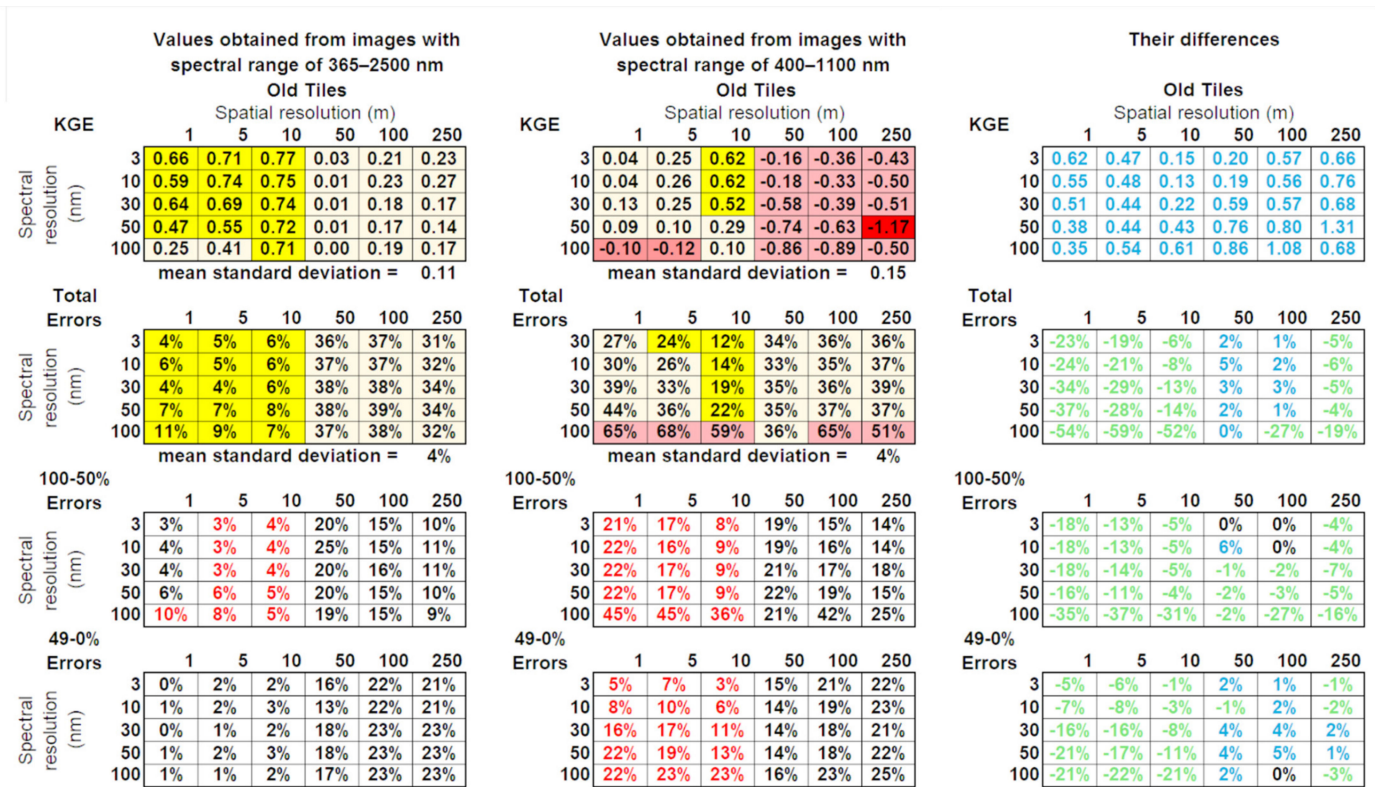 Values obtained from images with spectral range of 365–2500 nm
Old Tiles
Spatial resolution (m)
KGE
1 5 10 50 100 250
Spectral resolution (nm)
3 0.66 0.71 0.77 0.03 0.21 0.23
10 0.59 0.74 0.75 0.01 0.23 0.27
30 0.64 0.69 0.74 0.01 0.18 0.17
50 0.47 0.55 0.72 0.01 0.17 0.14
100 0.25 0.41 0.71 0.00 0.19 0.17
mean standard deviation = 0.11
Total Errors
1 5 10 50 100 250
Spectral resolution (nm)
3 4% 5% 6% 36% 37% 31%
10 6% 5% 6% 37% 37% 32%
30 4% 4% 6% 38% 38% 34%
50 7% 7% 8% 38% 39% 34%
100 11% 9% 7% 37% 38% 32%
mean standard deviation = 4%
100-50% Errors
1 5 10 50 100 250
Spectral resolution (nm)
3 3% 3% 4% 20% 15% 10%
10 4% 3% 4% 25% 15% 11%
30 4% 3% 4% 20% 16% 11%
50 6% 6% 5% 20% 15% 10%
100 10% 8% 5% 19% 15% 9%
49-0% Errors
1 5 10 50 100 250
Spectral resolution (nm)
3 0% 2% 2% 16% 22% 21%
10 1% 2% 3% 13% 22% 21%
30 0% 1% 2% 18% 23% 23%
50 1% 2% 3% 18% 23% 23%
100 1% 1% 2% 17% 23% 23%
Values obtained from images with spectral range of 400–1100 nm
Old Tiles
Spatial resolution (m)
KGE
1 5 10 50 100 250
3 0.04 0.25 0.62 -0.16 -0.36 -0.43
10 0.04 0.26 0.62 -0.18 -0.33 -0.50
30 0.13 0.25 0.52 -0.58 -0.39 -0.51
50 0.09 0.10 0.29 -0.74 -0.63 -1.17
100 -0.10 -0.12 0.10 -0.86 -0.89 -0.50
mean standard deviation = 0.15
Total Errors
1 5 10 50 100 250
30 27% 24% 12% 34% 36% 36%
10 30% 26% 14% 33% 35% 37%
30 39% 33% 19% 35% 36% 39%
50 44% 36% 22% 35% 37% 37%
100 65% 68% 59% 36% 65% 51%
mean standard deviation = 4%
100-50% Errors
1 5 10 50 100 250
3 21% 17% 8% 19% 15% 14%
10 22% 16% 9% 19% 16% 14%
30 22% 17% 9% 21% 17% 18%
50 22% 17% 9% 22% 19% 15%
100 45% 45% 36% 21% 42% 25%
49-0% Errors
1 5 10 50 100 250
3 5% 7% 3% 15% 21% 22%
10 8% 10% 6% 14% 19% 23%
30 16% 17% 11% 14% 18% 21%
50 22% 19% 13% 14% 18% 22%
100 22% 23% 23% 16% 23% 25%
Their differences
Old Tiles
Spatial resolution (m)
KGE
1 5 10 50 100 250
3 0.62 0.47 0.15 0.20 0.57 0.66
10 0.55 0.48 0.13 0.19 0.56 0.76
30 0.51 0.44 0.22 0.59 0.57 0.68
50 0.38 0.44 0.43 0.76 0.80 1.31
100 0.35 0.54 0.61 0.86 1.08 0.68
Total Errors
1 5 10 50 100 250
3 -23% -19% -6% 2% 1% -5%
10 -24% -21% -8% 5% 2% -6%
30 -34% -29% -13% 3% 3% -5%
50 -37% -28% -14% 2% 1% -4%
100 -54% -59% -52% 0% -27% -19%
100-50% Errors
1 5 10 50 100 250
3 -18% -13% -5% 0% 0% -4%
10 -18% -13% -5% 6% 0% -4%
30 -18% -14% -5% -1% -2% -7%
50 -16% -11% -4% -2% -3% -5%
100 -35% -37% -31% -2% -27% -16%
49-0% Errors
1 5 10 50 100 250
3 -5% -6% -1% 2% 1% -1%
10 -7% -8% -3% -1% 2% -2%
30 -16% -16% -8% 4% 4% 2%
50 -21% -17% -11% 4% 5% 1%
100 -21% -22% -21% 2% 0% -3%